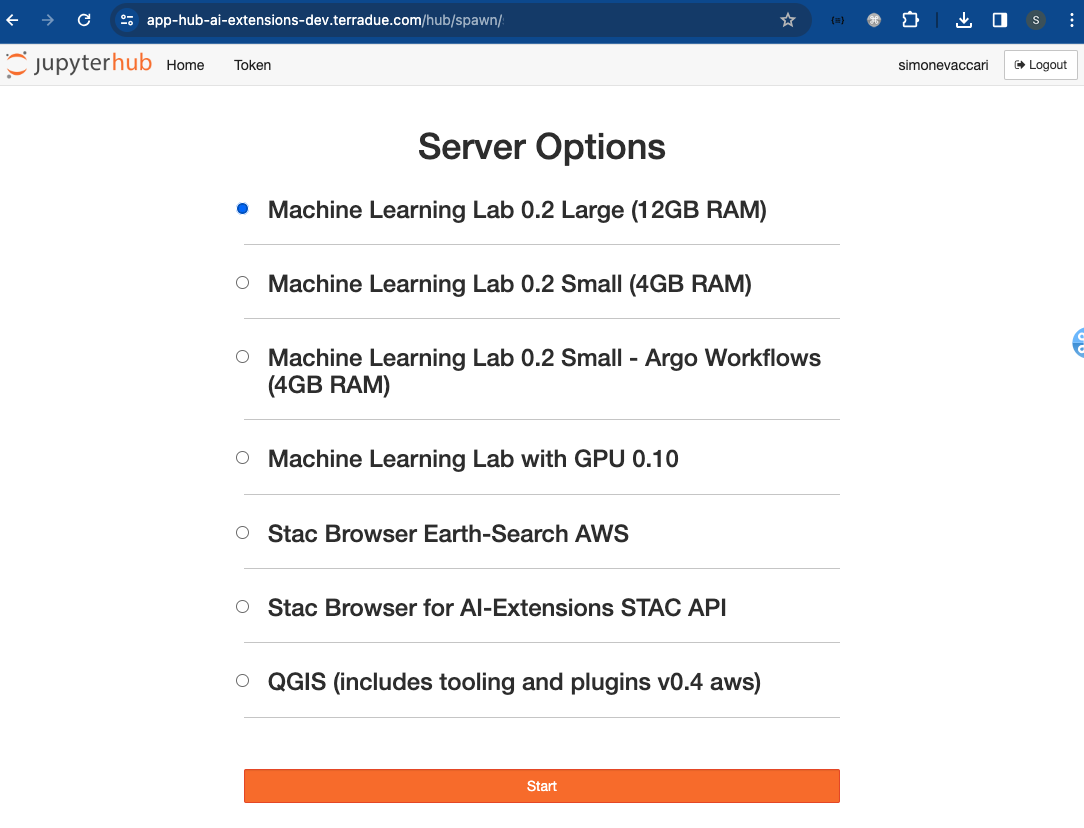 app-hub-ai-extensions-dev.terradue.com/hub/spawn/
S
jupyterhub Home Token simonevaccari Logout
Server Options
Machine Learning Lab 0.2 Large (12GB RAM)
Machine Learning Lab 0.2 Small (4GB RAM)
Machine Learning Lab 0.2 Small - Argo Workflows
(4GB RAM)
Machine Learning Lab with GPU 0.10
Stac Browser Earth-Search AWS
Stac Browser for AI-Extensions STAC API
QGIS (includes tooling and plugins v0.4 aws)
Start